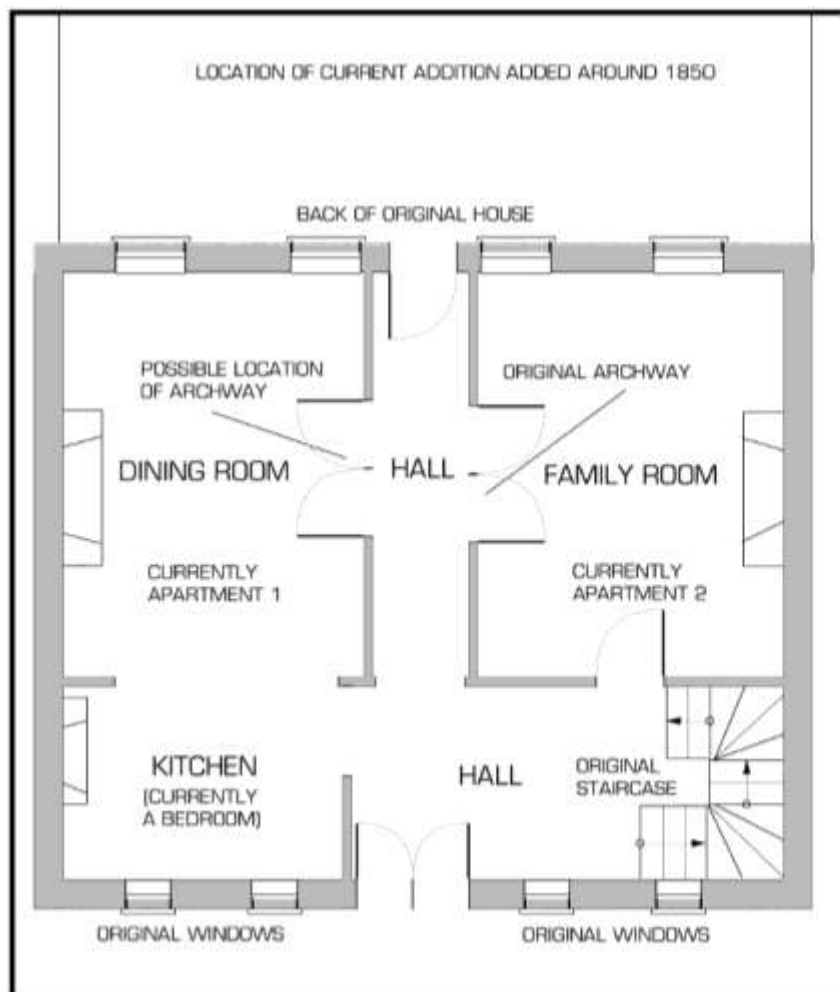 LOCATION OF CURRENT ADDITION ADDED AROUND 1850
BACK OF ORIGINAL HOUSE
POSSIBLE LOCATION
OF ARCHWAY
ORIGINAL ARCHWAY
DINING ROOM
HALL
FAMILY ROOM
CURRENTLY
APARTMENT 1
CURRENTLY
APARTMENT 2
KITCHEN
(CURRENTLY
A BEDROOM)
HALL
ORIGINAL
STAIRCASE
ORIGINAL WINDOWS
ORIGINAL WINDOWS